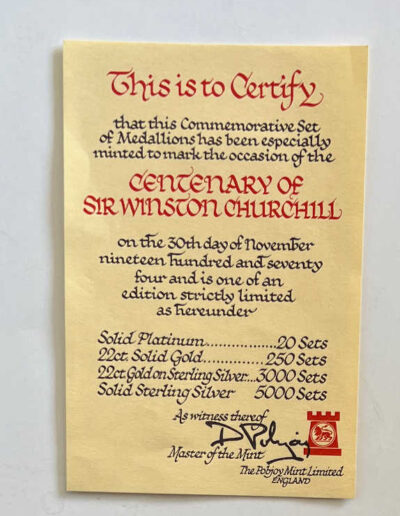 This is to Certify
that this Commemorative Set
of Medallions has been especially
minted to mark the occasion of the
CENTENARY OF
SIR WINSTON CHURCHILL
on the 30th day of November
nineteen hundred and seventy
four and is one of an
edition strictly limited
as hereunder
Solid Platinum.................20 Sets
22ct. Solid Gold...............250 Sets
22ct Gold on Sterling Silver...3000 Sets
Solid Sterling Silver 5000 Sets
As witness thereof
D Pobjoy
Master of the Mint
The Pobjoy Mint Limited
ENGLAND